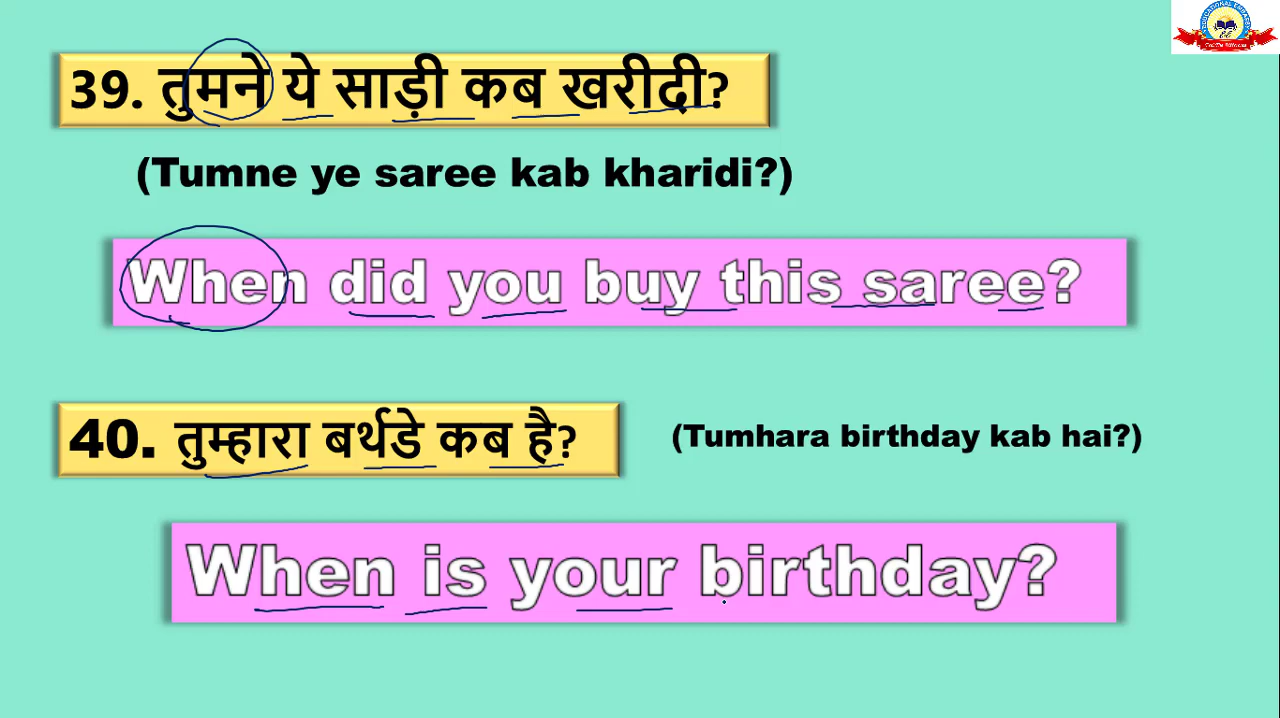 39. तुमने ये साड़ी कब खरीदी?
(Tumne ye saree kab kharidi?)
When did you buy this saree?
40. तुम्हारा बर्थडे कब है?
(Tumhara birthday kab hai?)
When is your birthday?